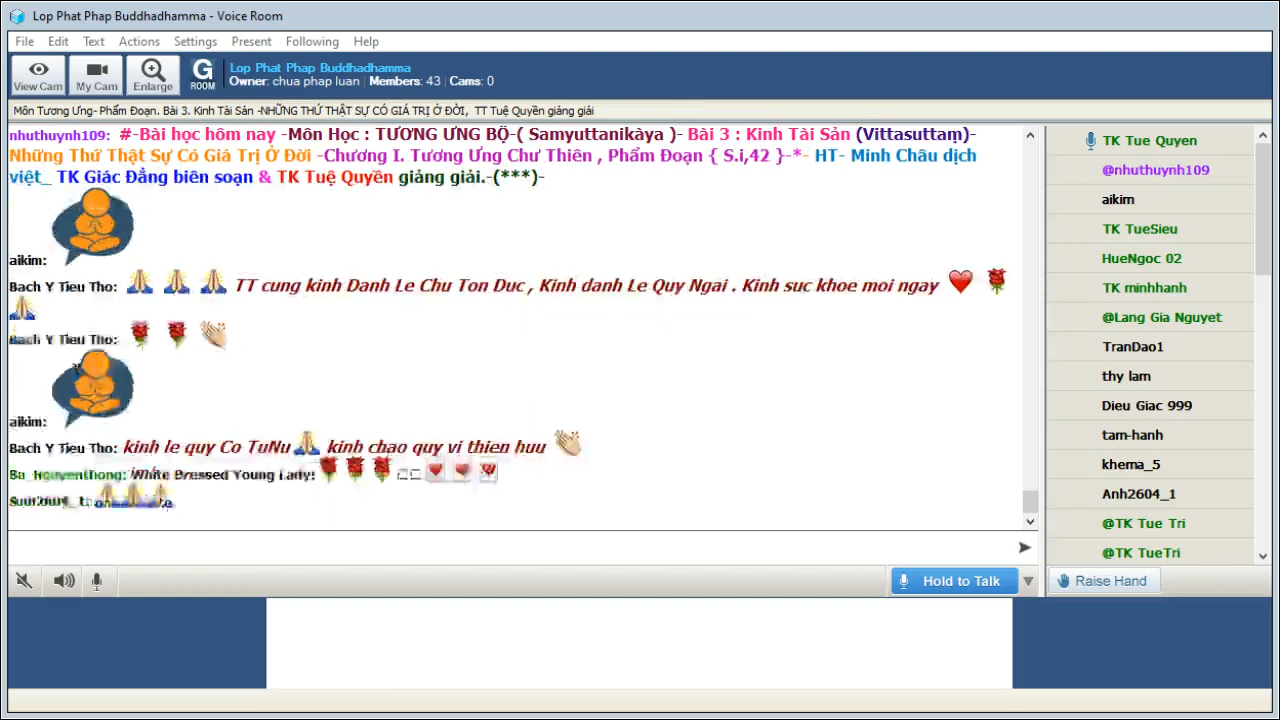 Lop Phat Phap Buddhadhamma - Voice Room
File Edit Text Actions Settings Present Following Help
View Cam My Cam Enlarge G ROOM
Lop Phat Phap Buddhadhamma
Owner: chua phap luan Members: 43 Cams: 0
Môn Tương Ưng- Phẩm Đoạn. Bài 3. Kinh Tài Sản -NHỮNG THỨ THẬT SỰ CÓ GIÁ TRỊ Ở ĐỜI, TT Tuệ Quyền giảng giải
nhuthuynh109: #-Bài học hôm nay -Môn Học : TƯƠNG ƯNG BỘ-( Samyuttanikàya )- Bài 3 : Kinh Tài Sản (Vittasuttaṃ)-
Những Thứ Thật Sự Có Giá Trị Ở Đời -Chương I. Tương Ưng Chư Thiên , Phẩm Đoạn { S.i,42 }-*- HT- Minh Châu dịch
việt_ TK Giác Đẳng biên soạn & TK Tuệ Quyền giảng giải.-(***)-
aikim:
Bach Y Tieu Tho: TT cung kinh Danh Le Chu Ton Duc , Kinh danh Le Quy Ngai . Kinh suc khoe moi ngay
Bach Y Tieu Tho:
aikim:
Bach Y Tieu Tho: kinh le quy Co TuNu kinh chao quy vi thien huu
White Dressed Young Lady:
TK Tue Quyen
@nhuthuynh109
aikim
TK TueSieu
HueNgoc 02
TK minhhanh
@Lang Gia Nguyet
TranDao1
thy lam
Dieu Giac 999
tam-hanh
khema_5
Anh2604_1
@TK Tue Tri
@TK TueTri
Hold to Talk
Raise Hand